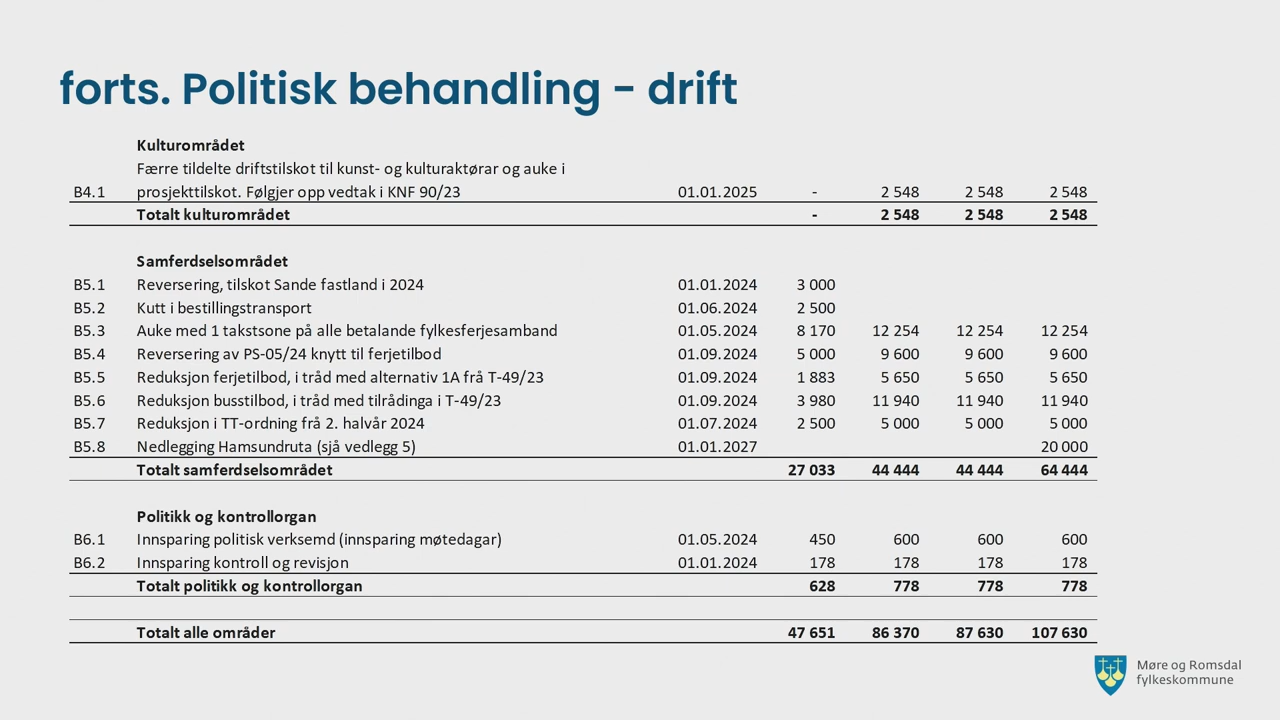 forts. Politisk behandling - drift
Kulturområdet
Færre tildelte driftstilskot til kunst- og kulturaktørar og auke i
B4.1 prosjekttilskot. Følgjer opp vedtak i KNF 90/23 01.01.2025 - 2 548 2 548 2 548
Totalt kulturområdet - 2 548 2 548 2 548
Samferdselsområdet
B5.1 Reversering, tilskot Sande fastland i 2024 01.01.2024 3 000
B5.2 Kutt i bestillingstransport 01.06.2024 2 500
B5.3 Auke med 1 takstsone på alle betalande fylkesferjesamband 01.05.2024 8 170 12 254 12 254 12 254
B5.4 Reversering av PS-05/24 knytt til ferjetilbod 01.09.2024 5 000 9 600 9 600 9 600
B5.5 Reduksjon ferjetilbod, i tråd med alternativ 1A frå T-49/23 01.09.2024 1 883 5 650 5 650 5 650
B5.6 Reduksjon busstilbod, i tråd med tilrådinga i T-49/23 01.09.2024 3 980 11 940 11 940 11 940
B5.7 Reduksjon i TT-ordning frå 2. halvår 2024 01.07.2024 2 500 5 000 5 000 5 000
B5.8 Nedlegging Hamsundruta (sjå vedlegg 5) 01.01.2027 20 000
Totalt samferdselsområdet 27 033 44 444 44 444 64 444
Politikk og kontrollorgan
B6.1 Innsparing politisk verksemd (innsparing møtedagar) 01.05.2024 450 600 600 600
B6.2 Innsparing kontroll og revisjon 01.01.2024 178 178 178 178
Totalt politikk og kontrollorgan 628 778 778 778
Totalt alle områder 47 651 86 370 87 630 107 630
Møre og Romsdal
fylkeskommune